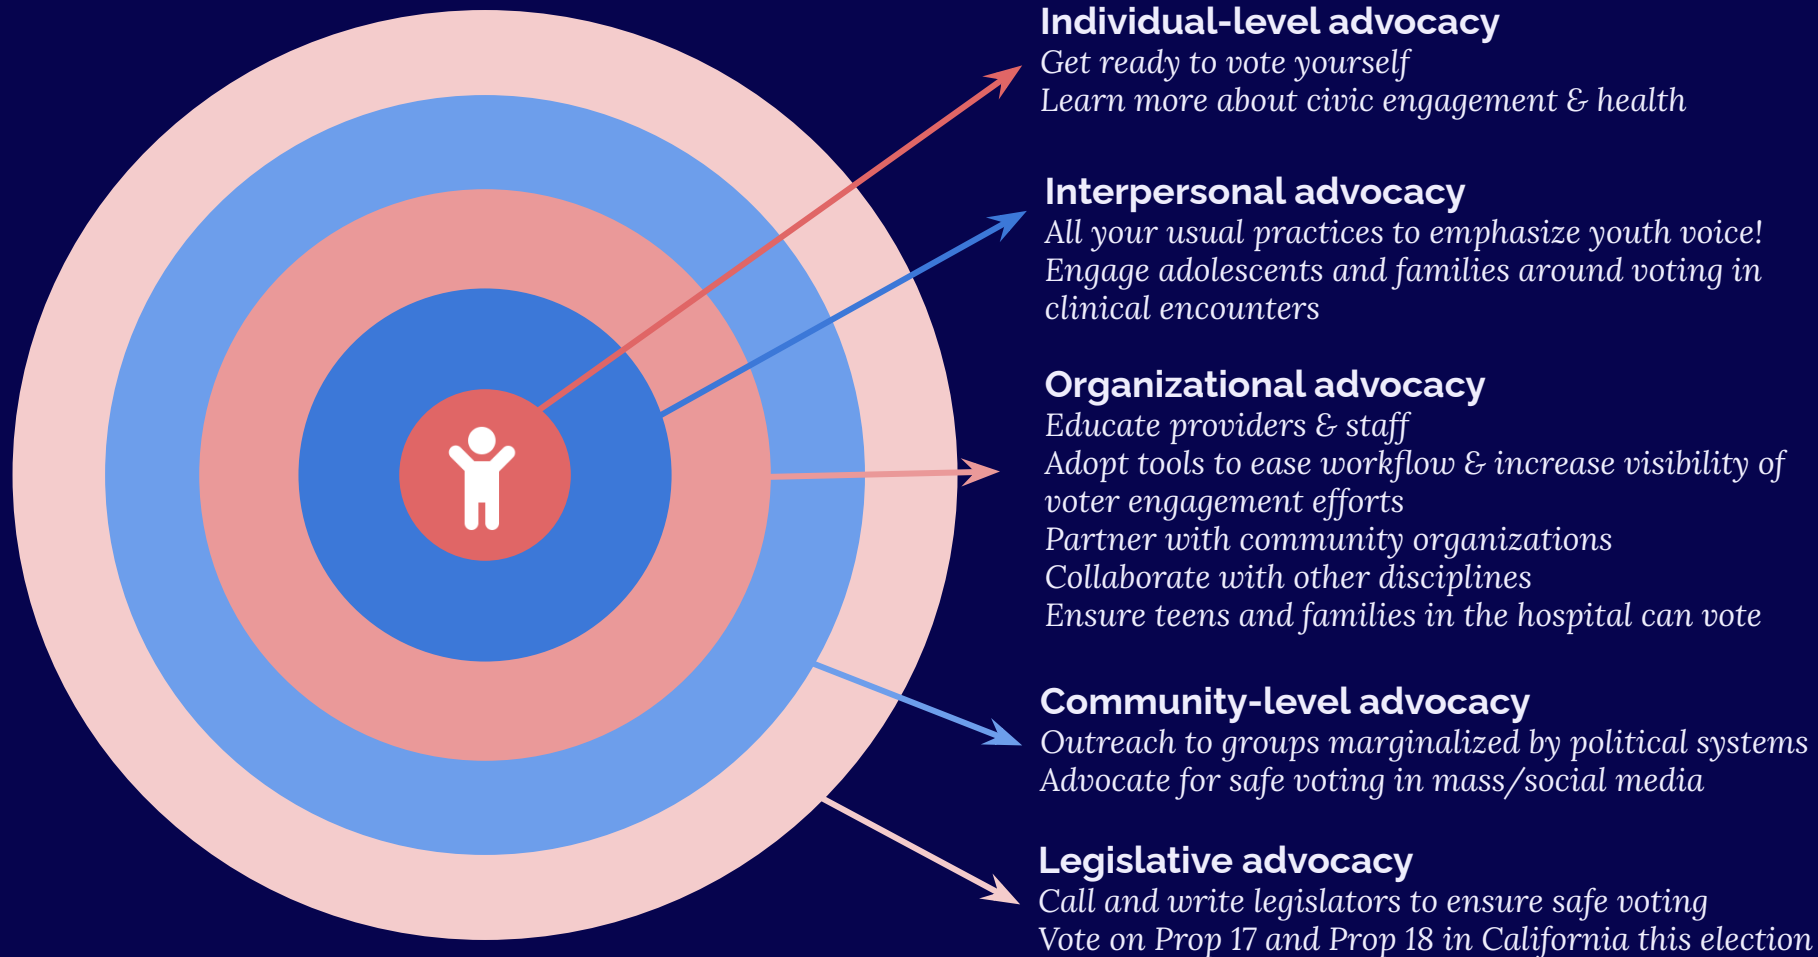 Individual-level advocacy
Get ready to vote yourself
Learn more about civic engagement & health
Interpersonal advocacy
All your usual practices to emphasize youth voice!
Engage adolescents and families around voting in
clinical encounters
Organizational advocacy
Educate providers & staff
Adopt tools to ease workflow & increase visibility of
voter engagement efforts
Partner with community organizations
Collaborate with other disciplines
Ensure teens and families in the hospital can vote
Community-level advocacy
Outreach to groups marginalized by political systems
Advocate for safe voting in mass/social media
Legislative advocacy
Call and write legislators to ensure safe voting
Vote on Prop 17 and Prop 18 in California this election